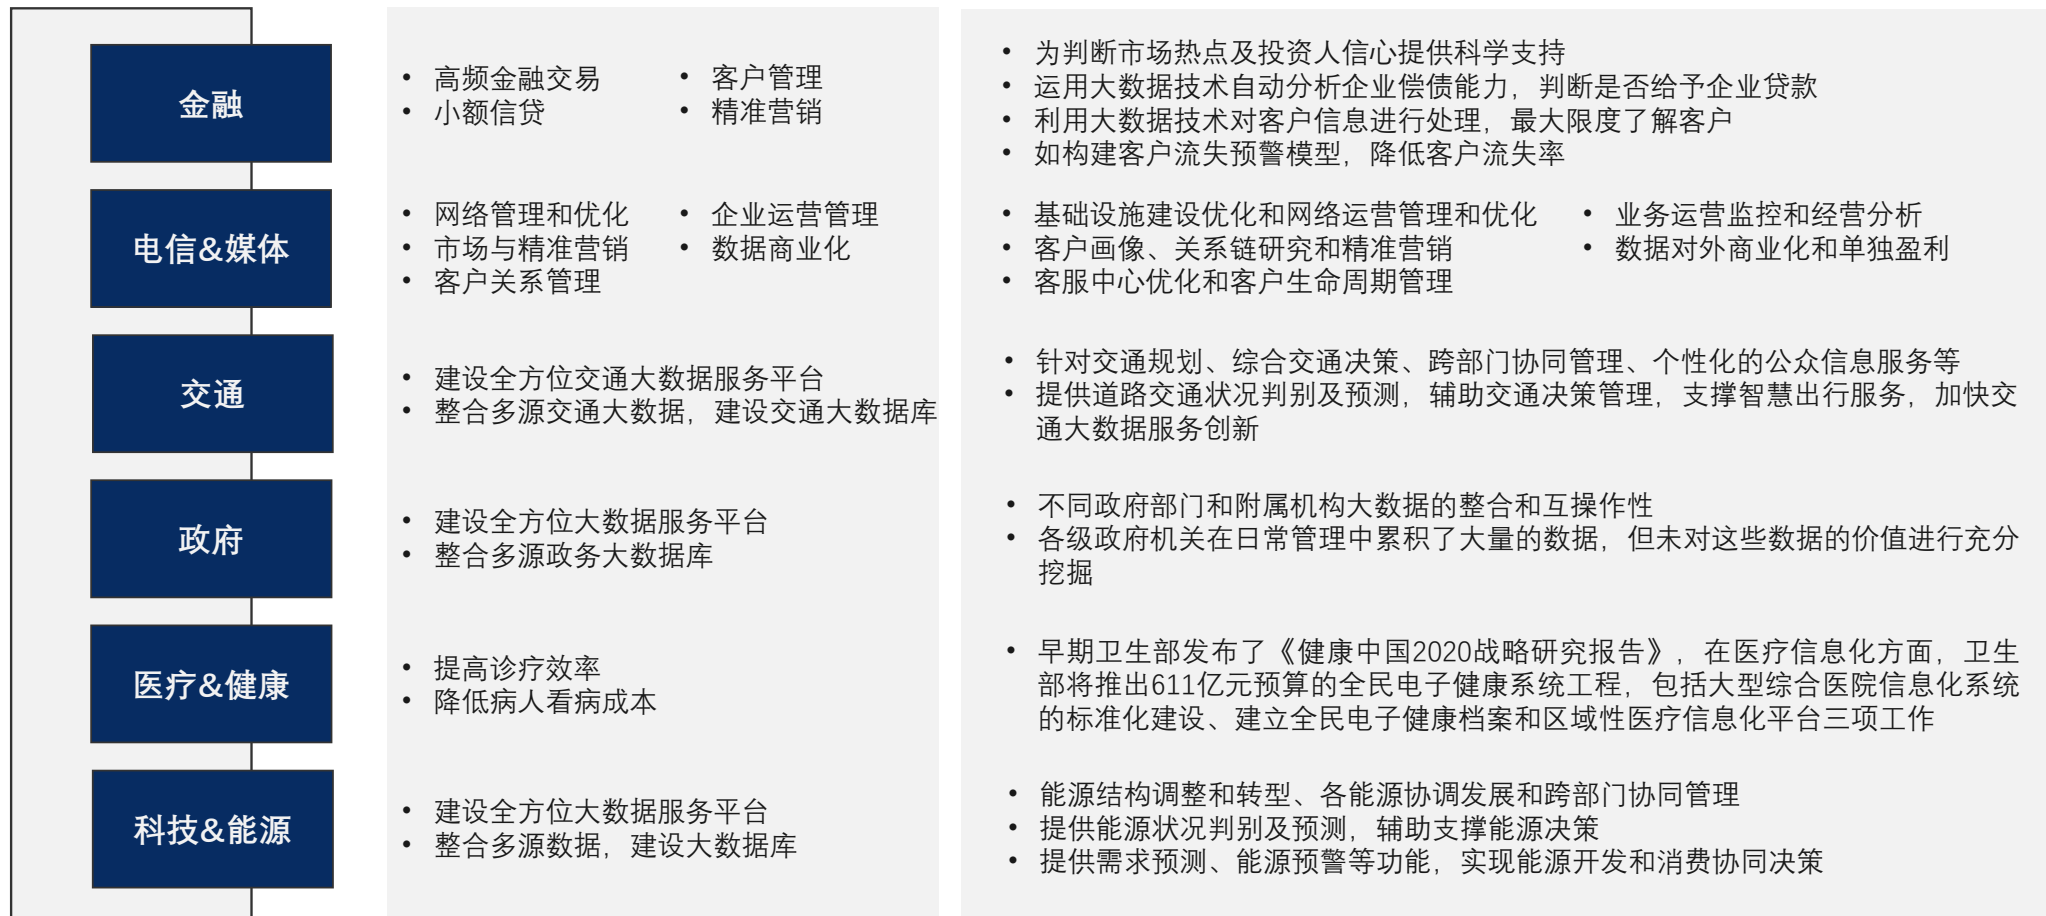 金融
• 高频金融交易
• 小额信贷
• 客户管理
• 精准营销
• 为判断市场热点及投资人信心提供科学支持
• 运用大数据技术自动分析企业偿债能力，判断是否给予企业贷款
• 利用大数据技术对客户信息进行处理，最大限度了解客户
• 如构建客户流失预警模型，降低客户流失率
电信&媒体
• 网络管理和优化
• 市场与精准营销
• 客户关系管理
• 企业运营管理
• 数据商业化
• 基础设施建设优化和网络运营管理和优化
• 客户画像、关系链研究和精准营销
• 客服中心优化和客户生命周期管理
• 业务运营监控和经营分析
• 数据对外商业化和单独盈利
交通
• 建设全方位交通大数据服务平台
• 整合多源交通大数据，建设交通大数据库
• 针对交通规划、综合交通决策、跨部门协同管理、个性化的公众信息服务等
• 提供道路交通状况判别及预测，辅助交通决策管理，支撑智慧出行服务，加快交
通大数据服务创新
政府
• 建设全方位大数据服务平台
• 整合多源政务大数据库
• 不同政府部门和附属机构大数据的整合和互操作性
• 各级政府机关在日常管理中累积了大量的数据，但未对这些数据的价值进行充分
挖掘
医疗&健康
• 提高诊疗效率
• 降低病人看病成本
• 早期卫生部发布了《健康中国2020战略研究报告》，在医疗信息化方面，卫生
部将推出611亿元预算的全民电子健康系统工程，包括大型综合医院信息化系统
的标准化建设、建立全民电子健康档案和区域性医疗信息化平台三项工作
科技&能源
• 建设全方位大数据服务平台
• 整合多源数据，建设大数据库
• 能源结构调整和转型、各能源协调发展和跨部门协同管理
• 提供能源状况判别及预测，辅助支撑能源决策
• 提供需求预测、能源预警等功能，实现能源开发和消费协同决策